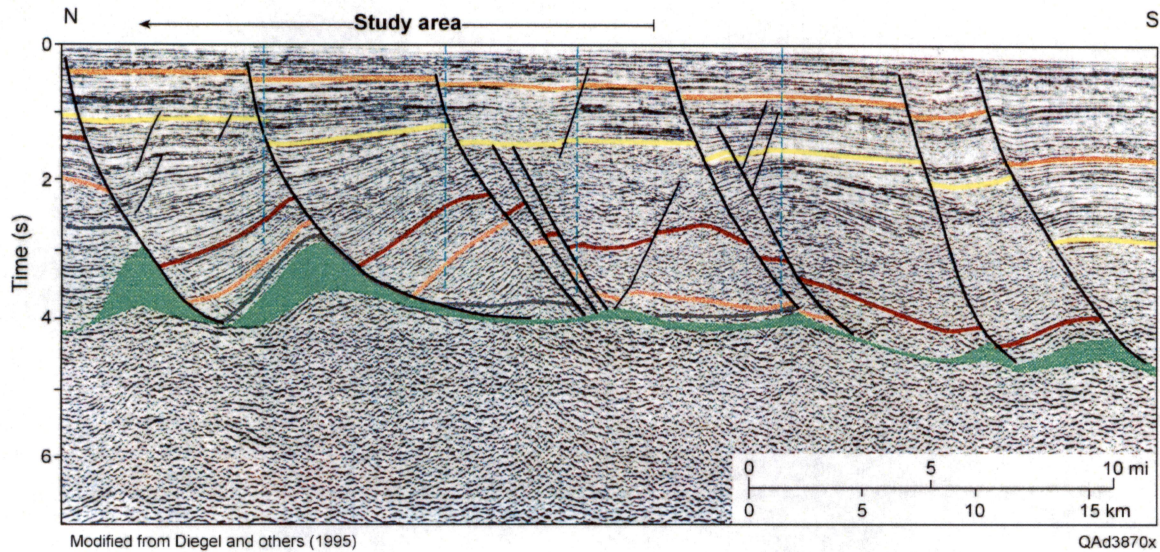 N
S
Study area
0
2
4
6
Time (s)
0 5 10 mi
0 5 10 15 km
Modified from Diegel and others (1995)
QAd3870x